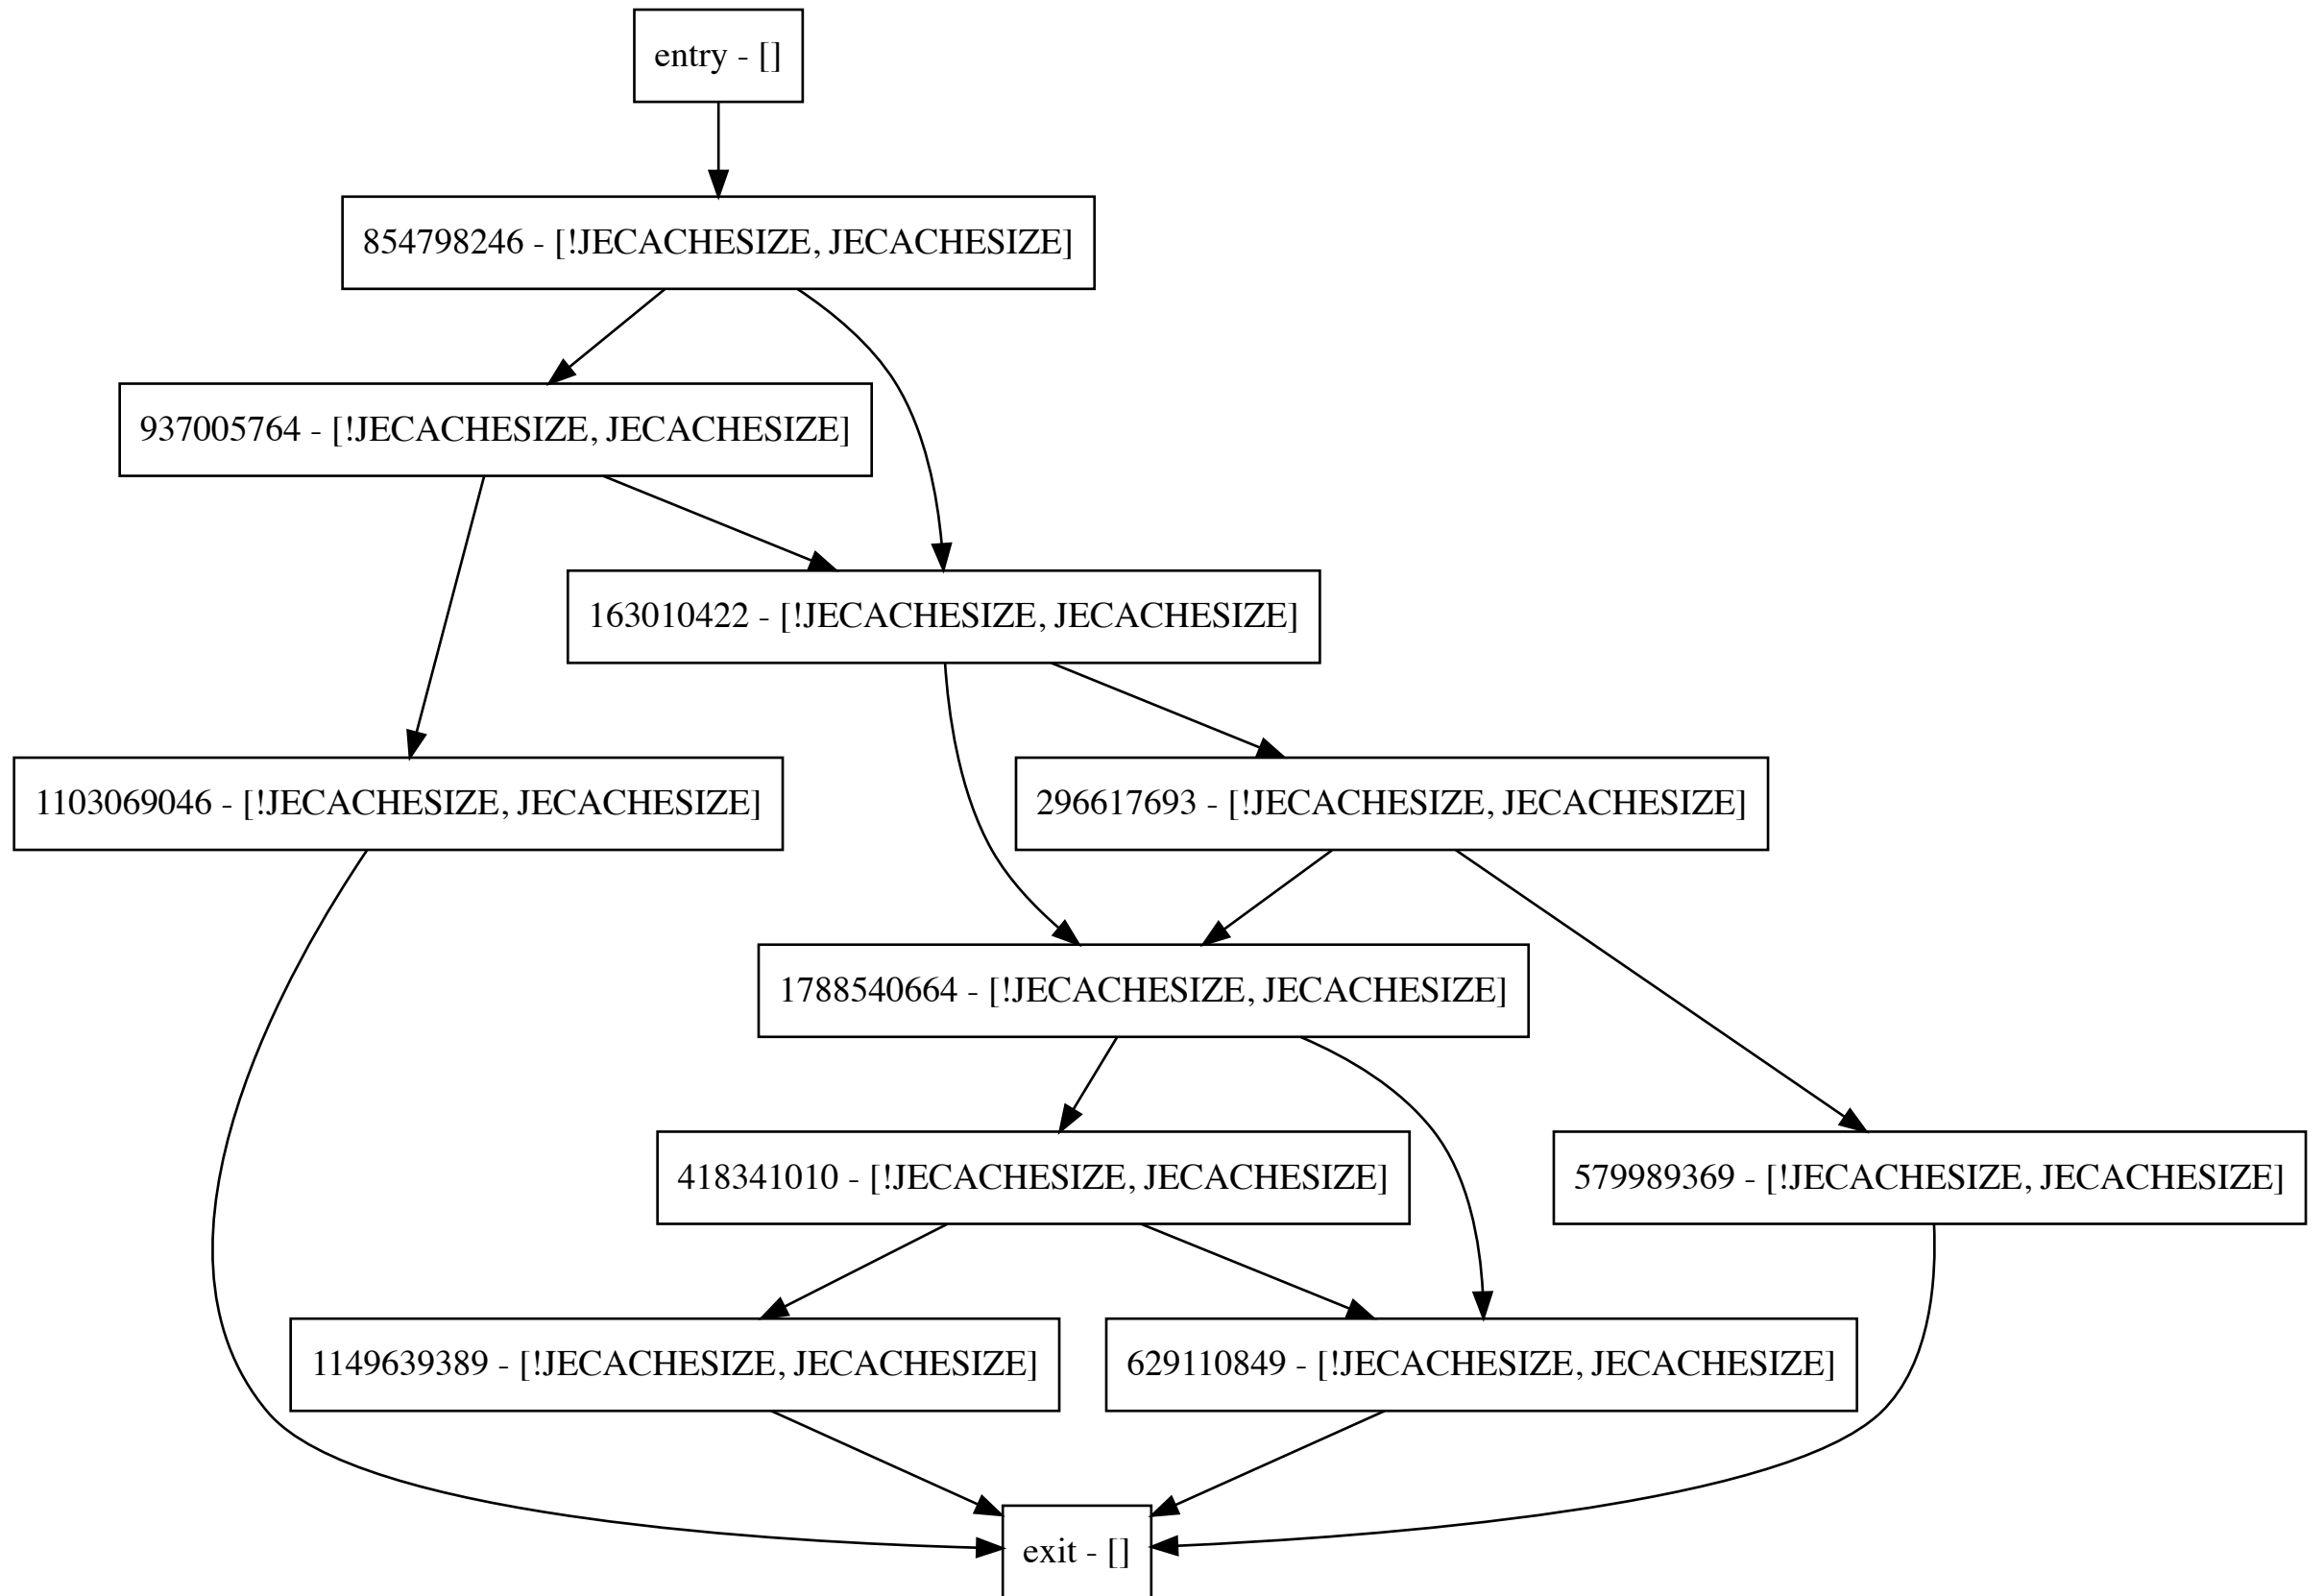 entry - []
854798246 - [!JECACHESIZE, JECACHESIZE]
937005764 - [!JECACHESIZE, JECACHESIZE]
163010422 - [!JECACHESIZE, JECACHESIZE]
1103069046 - [!JECACHESIZE, JECACHESIZE]
296617693 - [!JECACHESIZE, JECACHESIZE]
1788540664 - [!JECACHESIZE, JECACHESIZE]
418341010 - [!JECACHESIZE, JECACHESIZE]
579989369 - [!JECACHESIZE, JECACHESIZE]
1149639389 - [!JECACHESIZE, JECACHESIZE]
629110849 - [!JECACHESIZE, JECACHESIZE]
exit - []